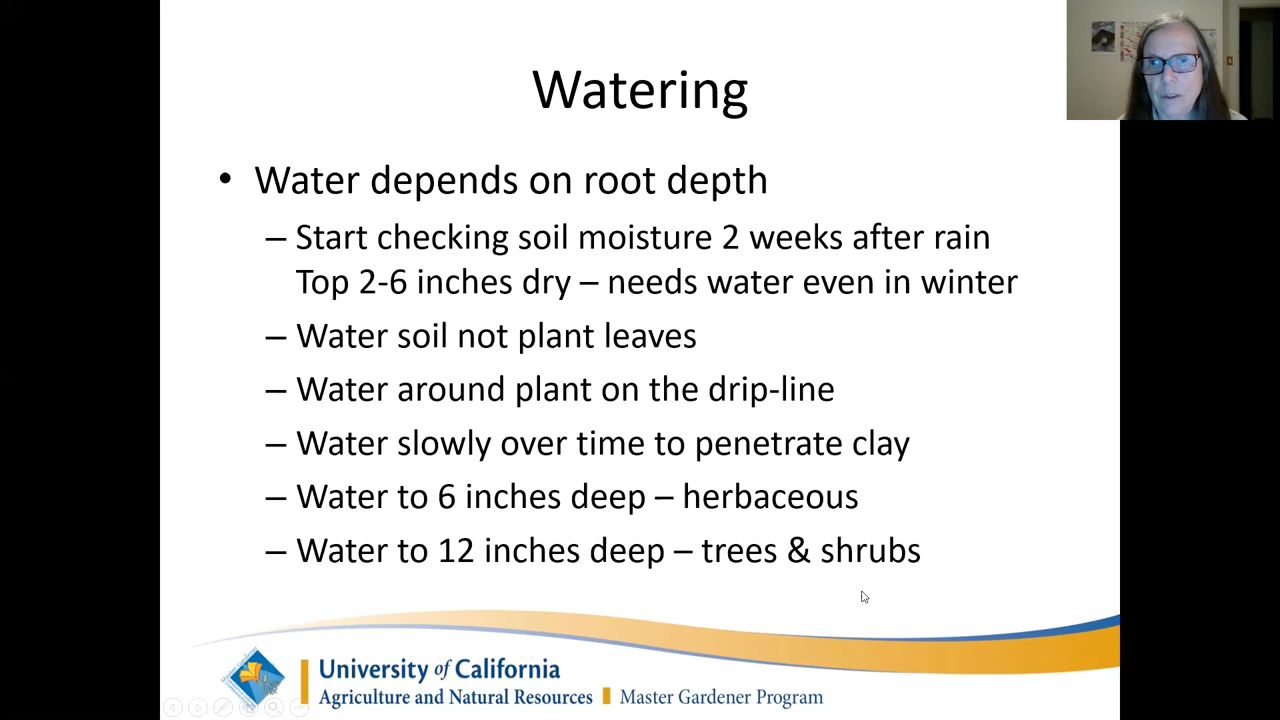 Watering
• Water depends on root depth
– Start checking soil moisture 2 weeks after rain
Top 2-6 inches dry – needs water even in winter
– Water soil not plant leaves
– Water around plant on the drip-line
– Water slowly over time to penetrate clay
– Water to 6 inches deep – herbaceous
– Water to 12 inches deep – trees & shrubs
University of California
Agriculture and Natural Resources Master Gardener Program